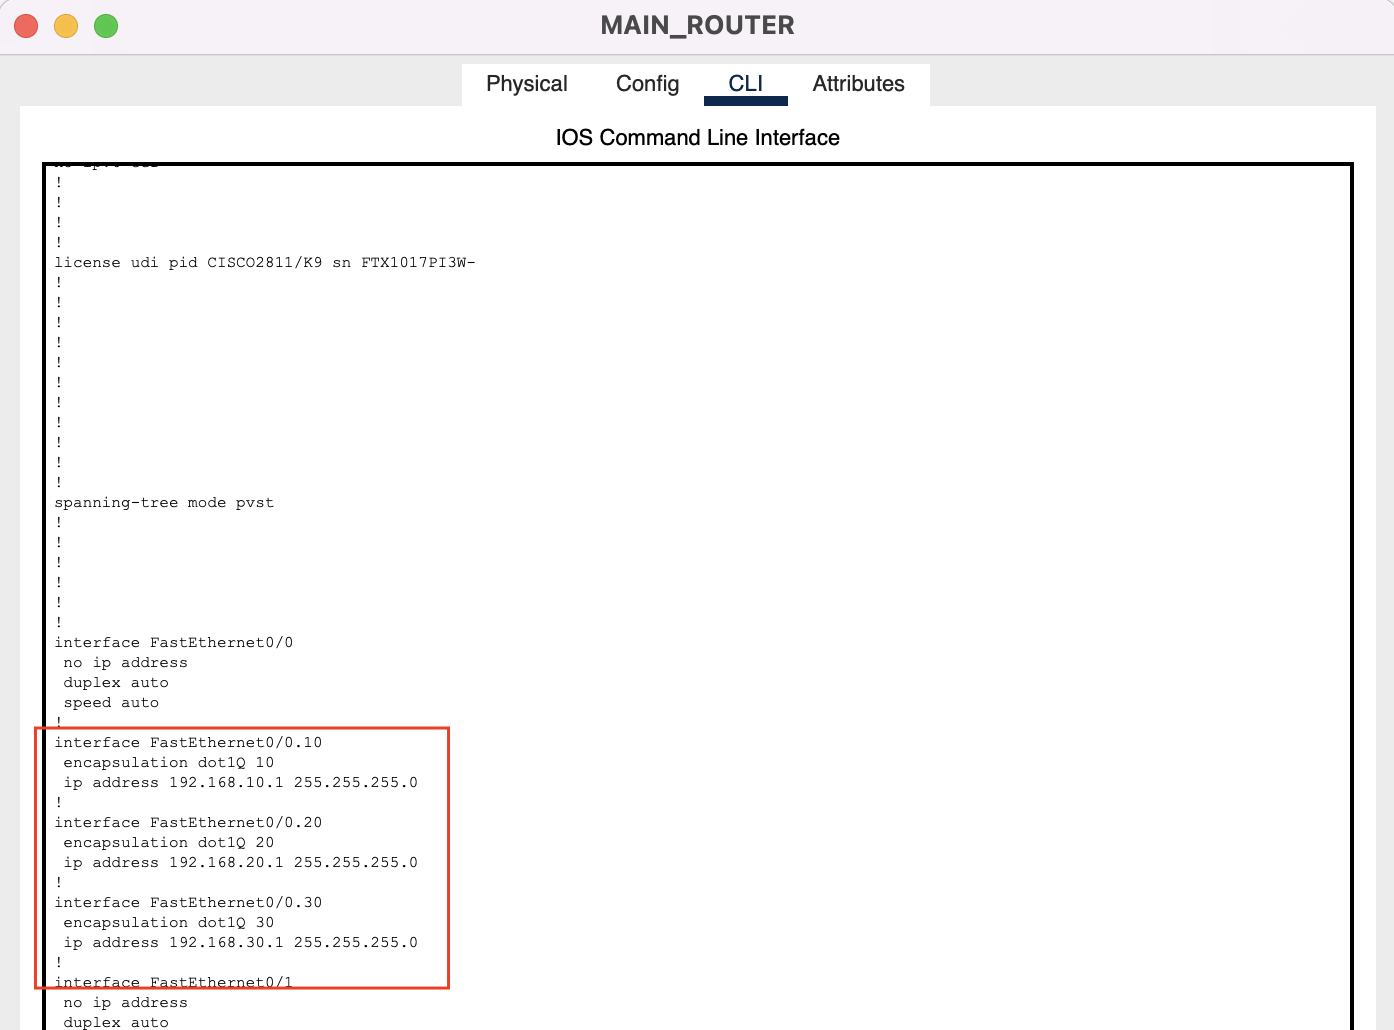 MAIN_ROUTER
Physical Config CLI Attributes
IOS Command Line Interface
!
!
!
!
license udi pid CISCO2811/K9 sn FTX1017PI3W-
!
!
!
!
!
!
!
!
!
!
!
spanning-tree mode pvst
!
!
!
!
!
!
interface FastEthernet0/0
no ip address
duplex auto
speed auto
!
interface FastEthernet0/0.10
encapsulation dot1Q 10
ip address 192.168.10.1 255.255.255.0
!
interface FastEthernet0/0.20
encapsulation dot1Q 20
ip address 192.168.20.1 255.255.255.0
!
interface FastEthernet0/0.30
encapsulation dot1Q 30
ip address 192.168.30.1 255.255.255.0
!
interface FastEthernet0/1
no ip address
duplex auto